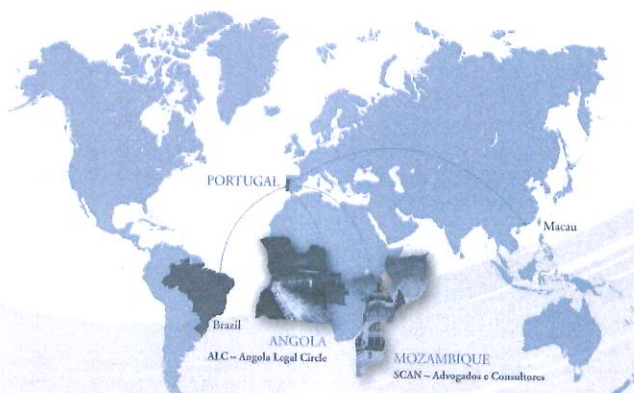 PORTUGAL
Macau
Brazil
ANGOLA
ALC – Angola Legal Circle
MOZAMBIQUE
SCAN – Advogados e Consultores